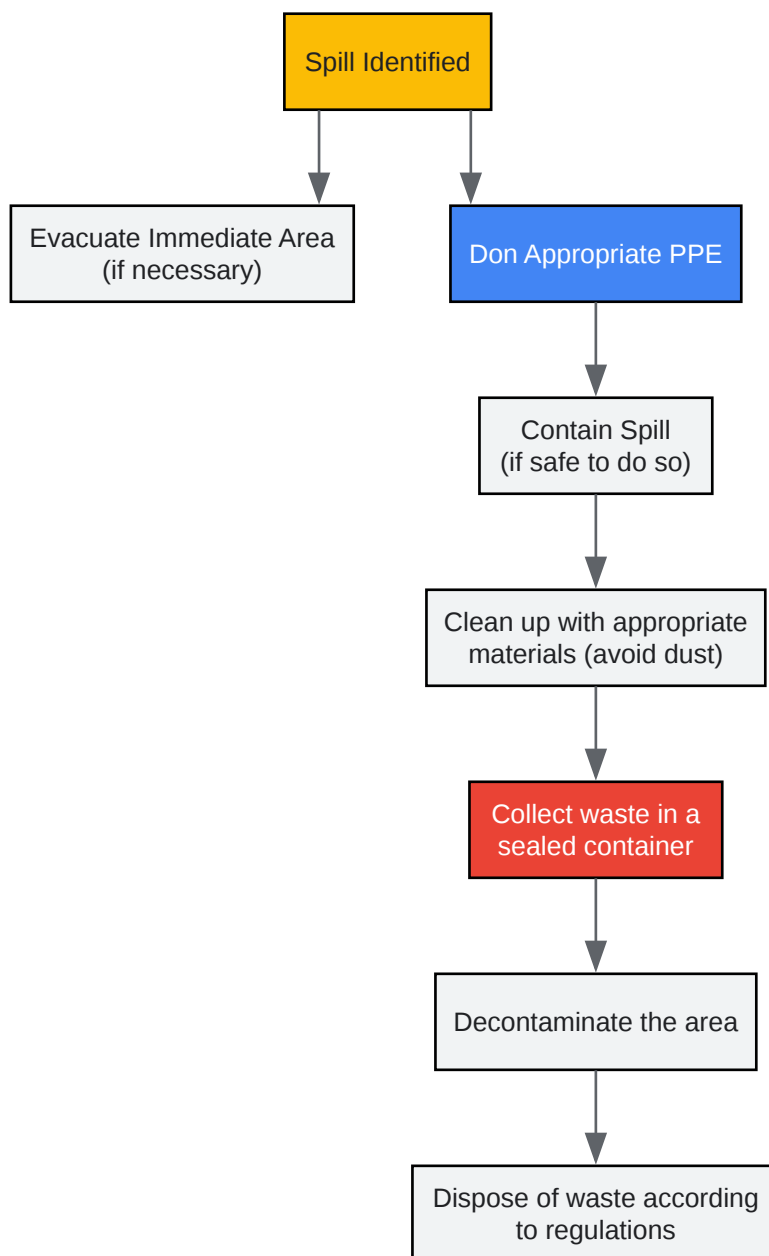 Spill Identified
Evacuate Immediate Area
(if necessary)
Don Appropriate PPE
Contain Spill
(if safe to do so)
Clean up with appropriate
materials (avoid dust)
Collect waste in a
sealed container
Decontaminate the area
Dispose of waste according
to regulations